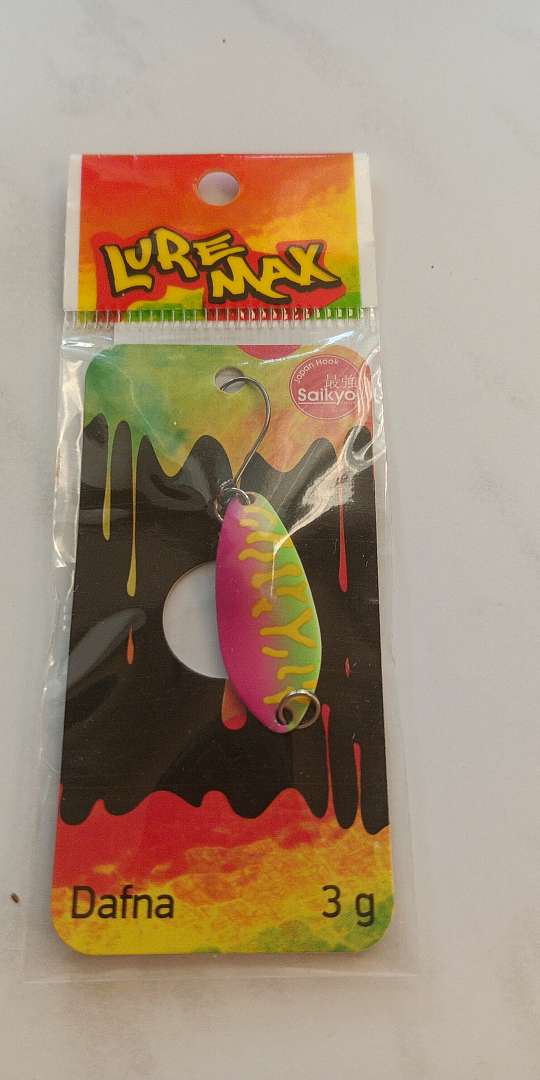 LURE
MAX
Japan Hook
最強
Saikyo
Dafna
3 g